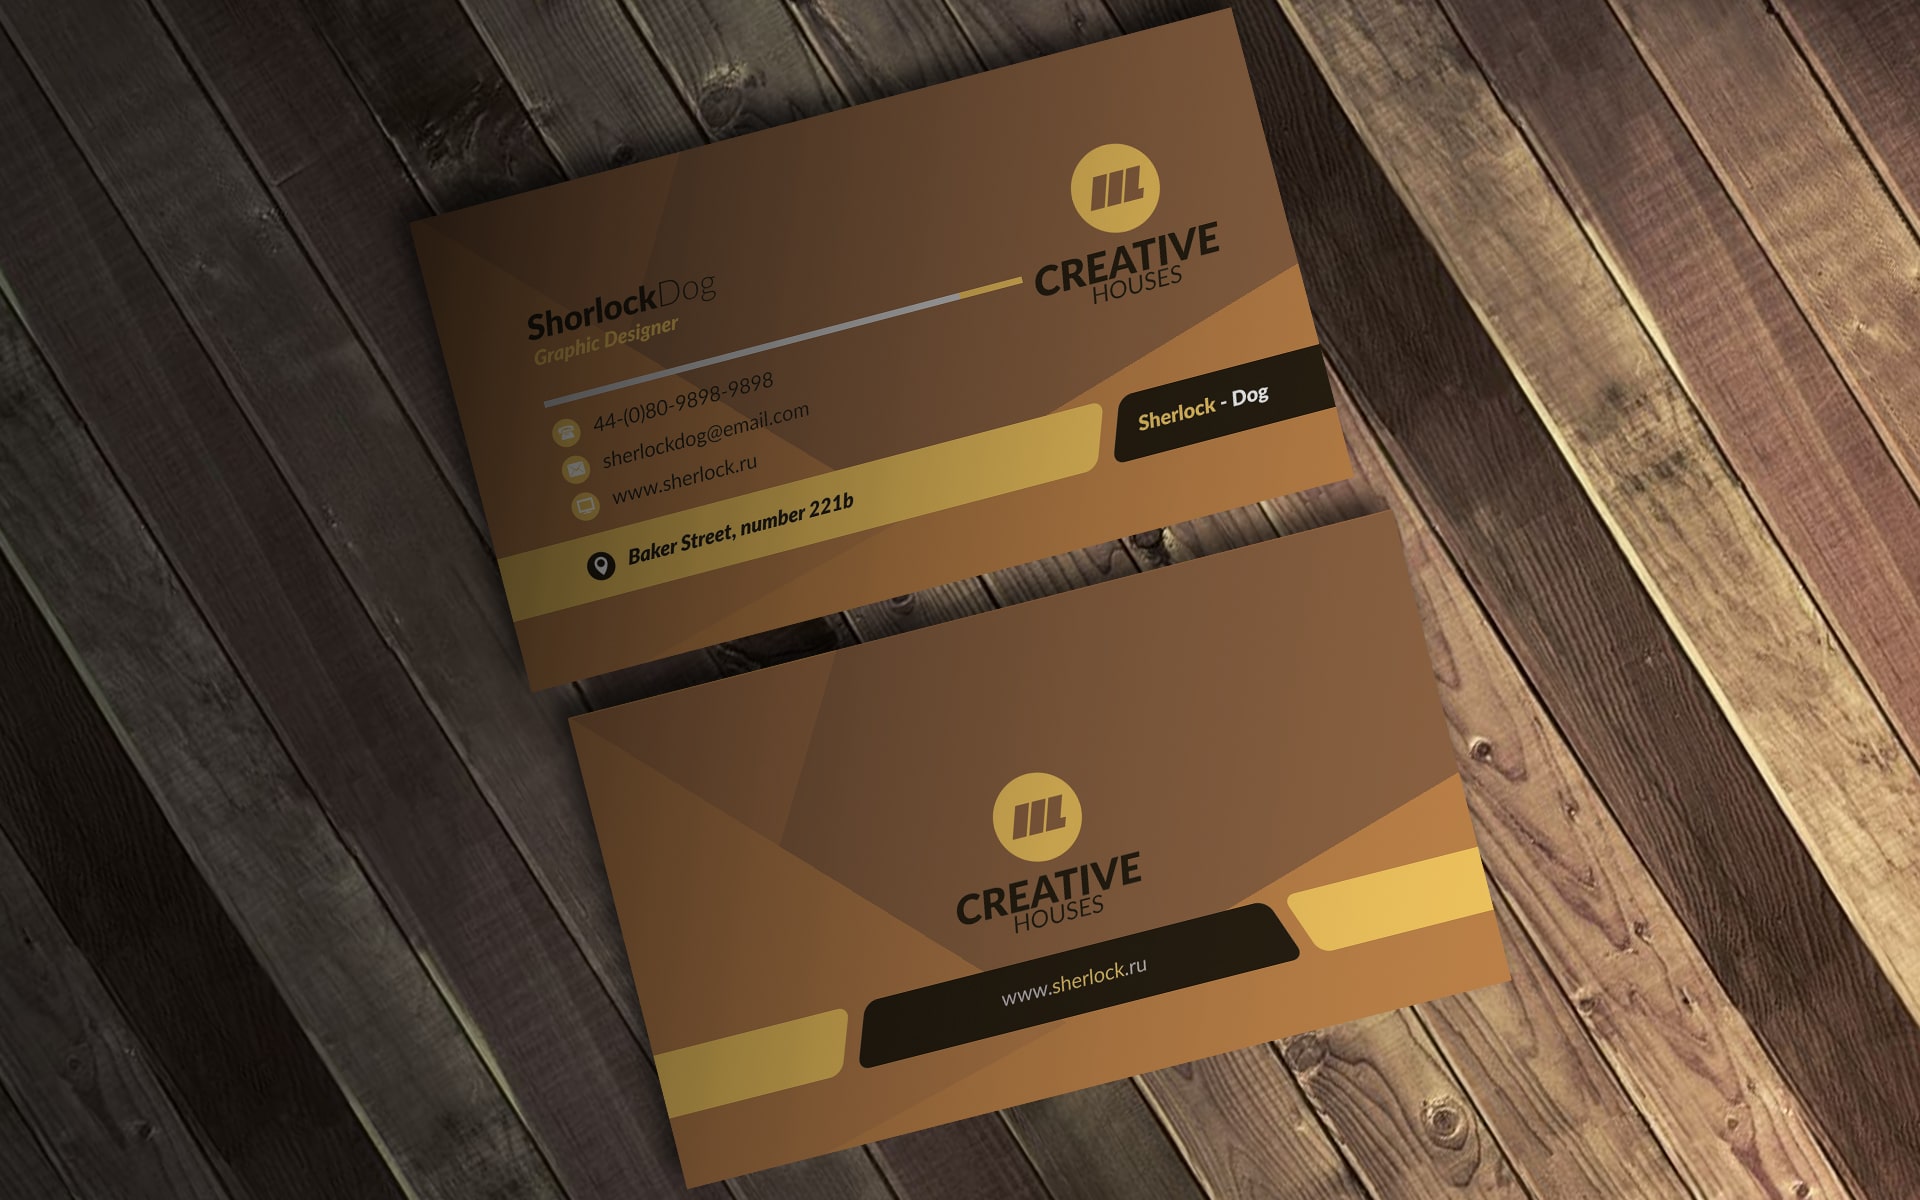 CREATIVE
HOUSES
ShorlockDog
Graphic Designer
44-(0)80-9898-9898
sherlockdog@email.com
www.sherlock.ru
Baker Street, number 221b
Sherlock - Dog
CREATIVE
HOUSES
www.sherlock.ru